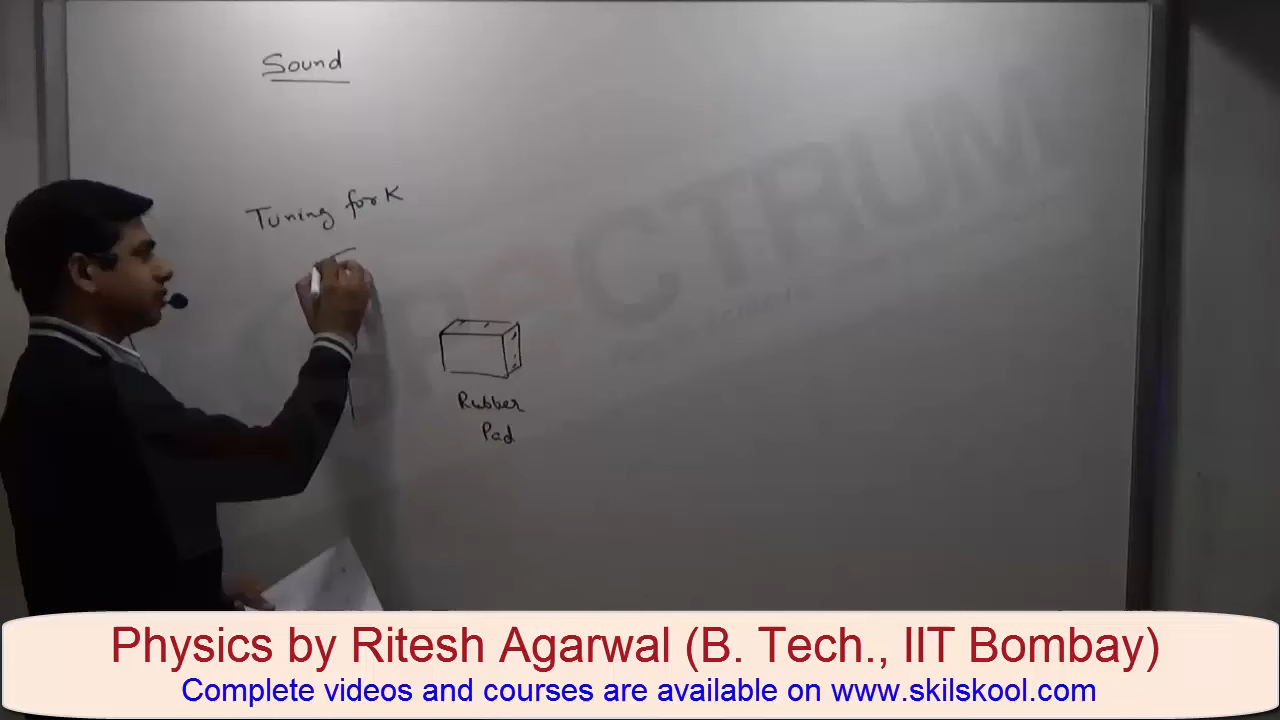 Sound
Tuning fork
Rubber
Pad
CTRUM
Physics by Ritesh Agarwal (B. Tech., IIT Bombay)
Complete videos and courses are available on www.skilskool.com